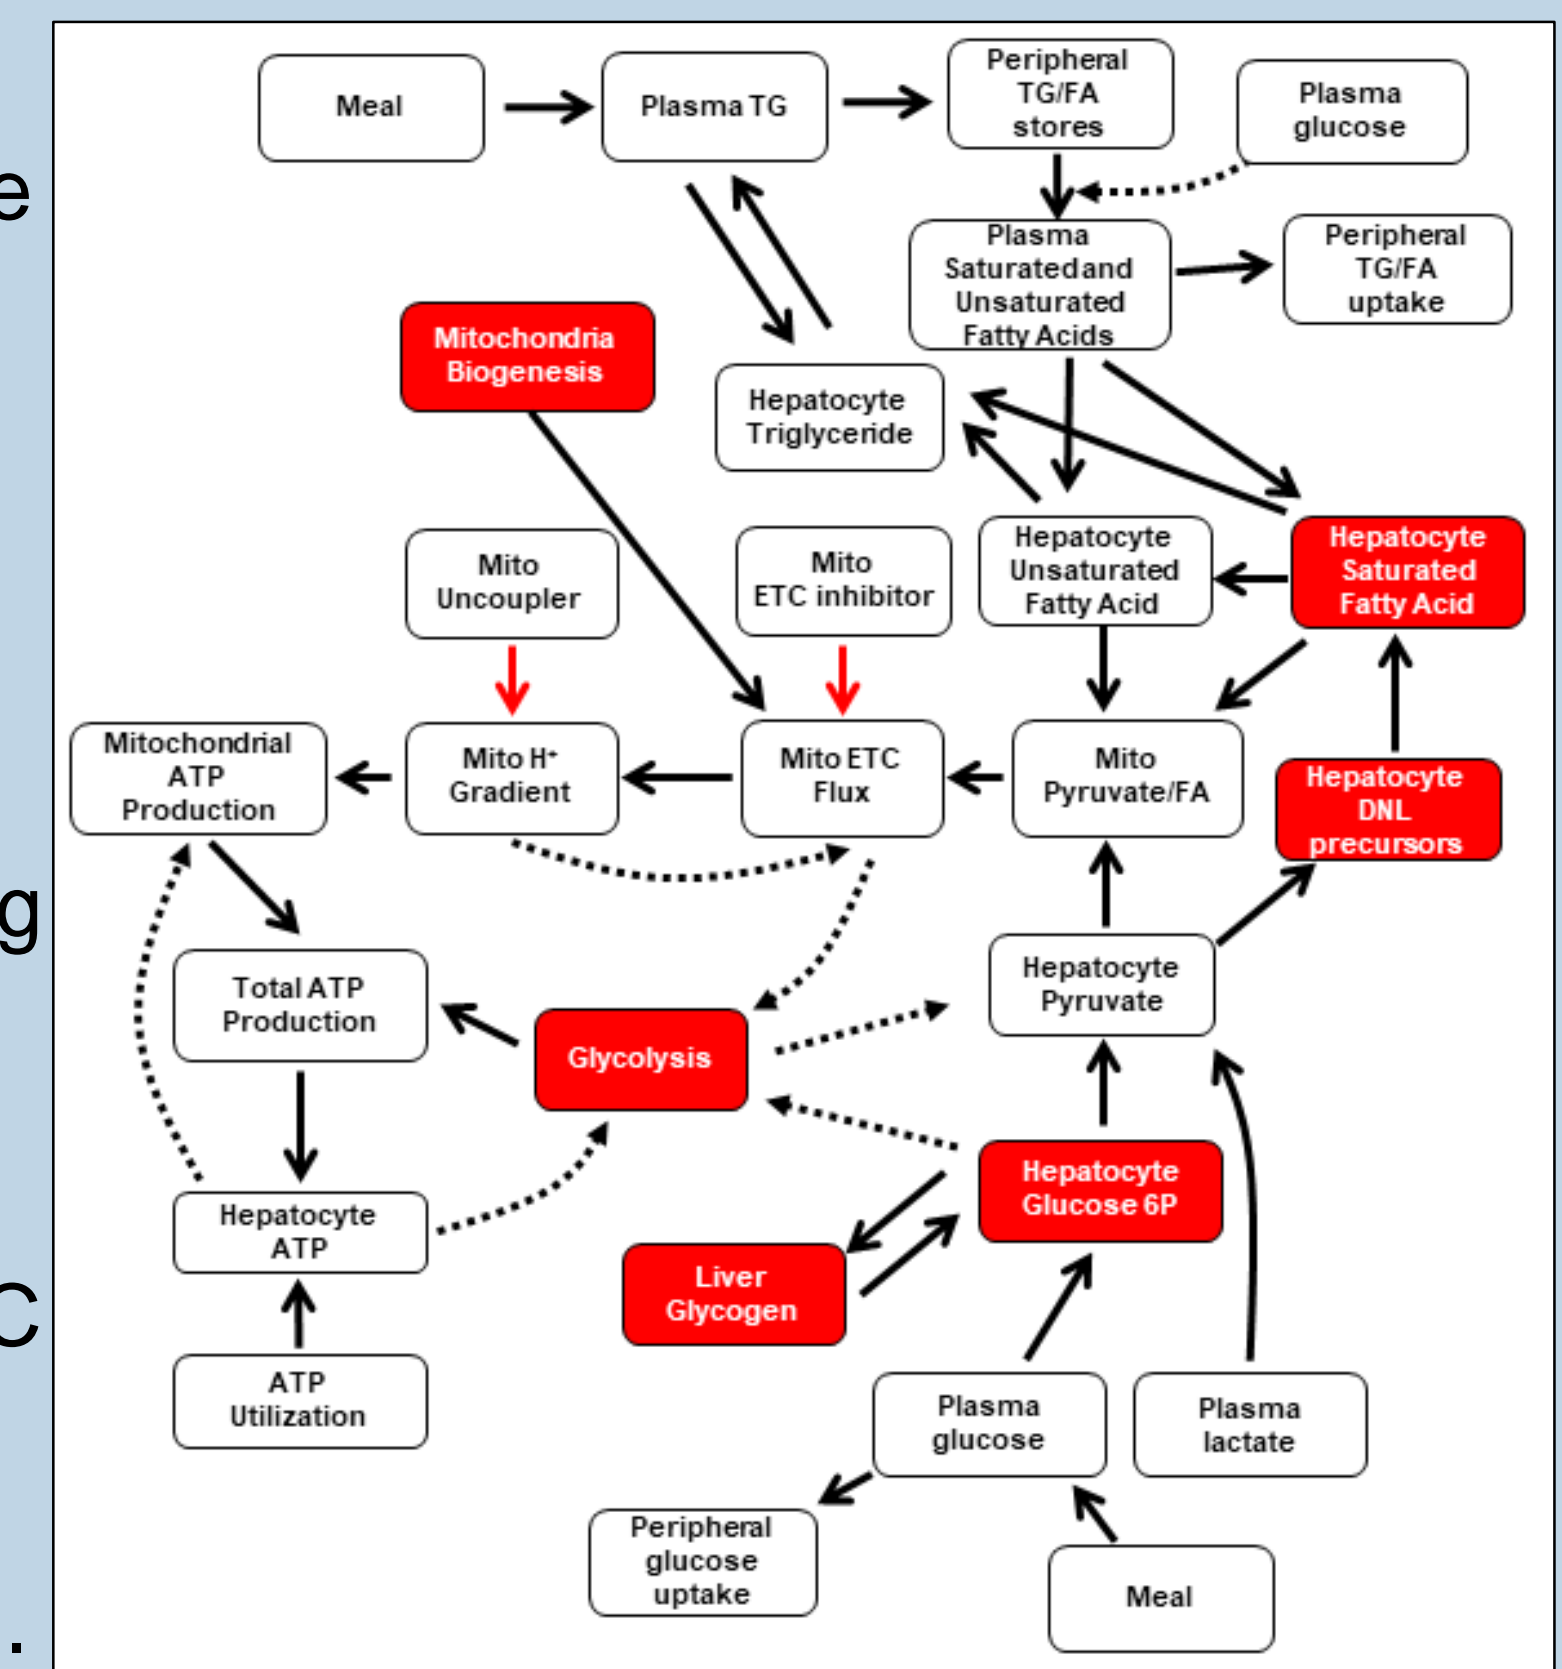 Meal
Plasma TG
Peripheral
TG/FA
stores
Plasma
glucose
e
Plasma
Saturated and
Unsaturated
Fatty Acids
Peripheral
TG/FA
uptake
Mitochondria
Biogenesis
Hepatocyte
Triglyceride
Mito
Uncoupler
Mito
ETC inhibitor
Hepatocyte
Unsaturated
Fatty Acid
Hepatocyte
Saturated
Fatty Acid
Mitochondrial
ATP
Production
Mito H+
Gradient
Mito ETC
Flux
Mito
Pyruvate/FA
Hepatocyte
DNL
precursors
g
Total ATP
Production
Glycolysis
Hepatocyte
Pyruvate
Hepatocyte
ATP
Hepatocyte
Glucose 6P
Liver
Glycogen
C
ATP
Utilization
Plasma
glucose
Plasma
lactate
Peripheral
glucose
uptake
Meal
.